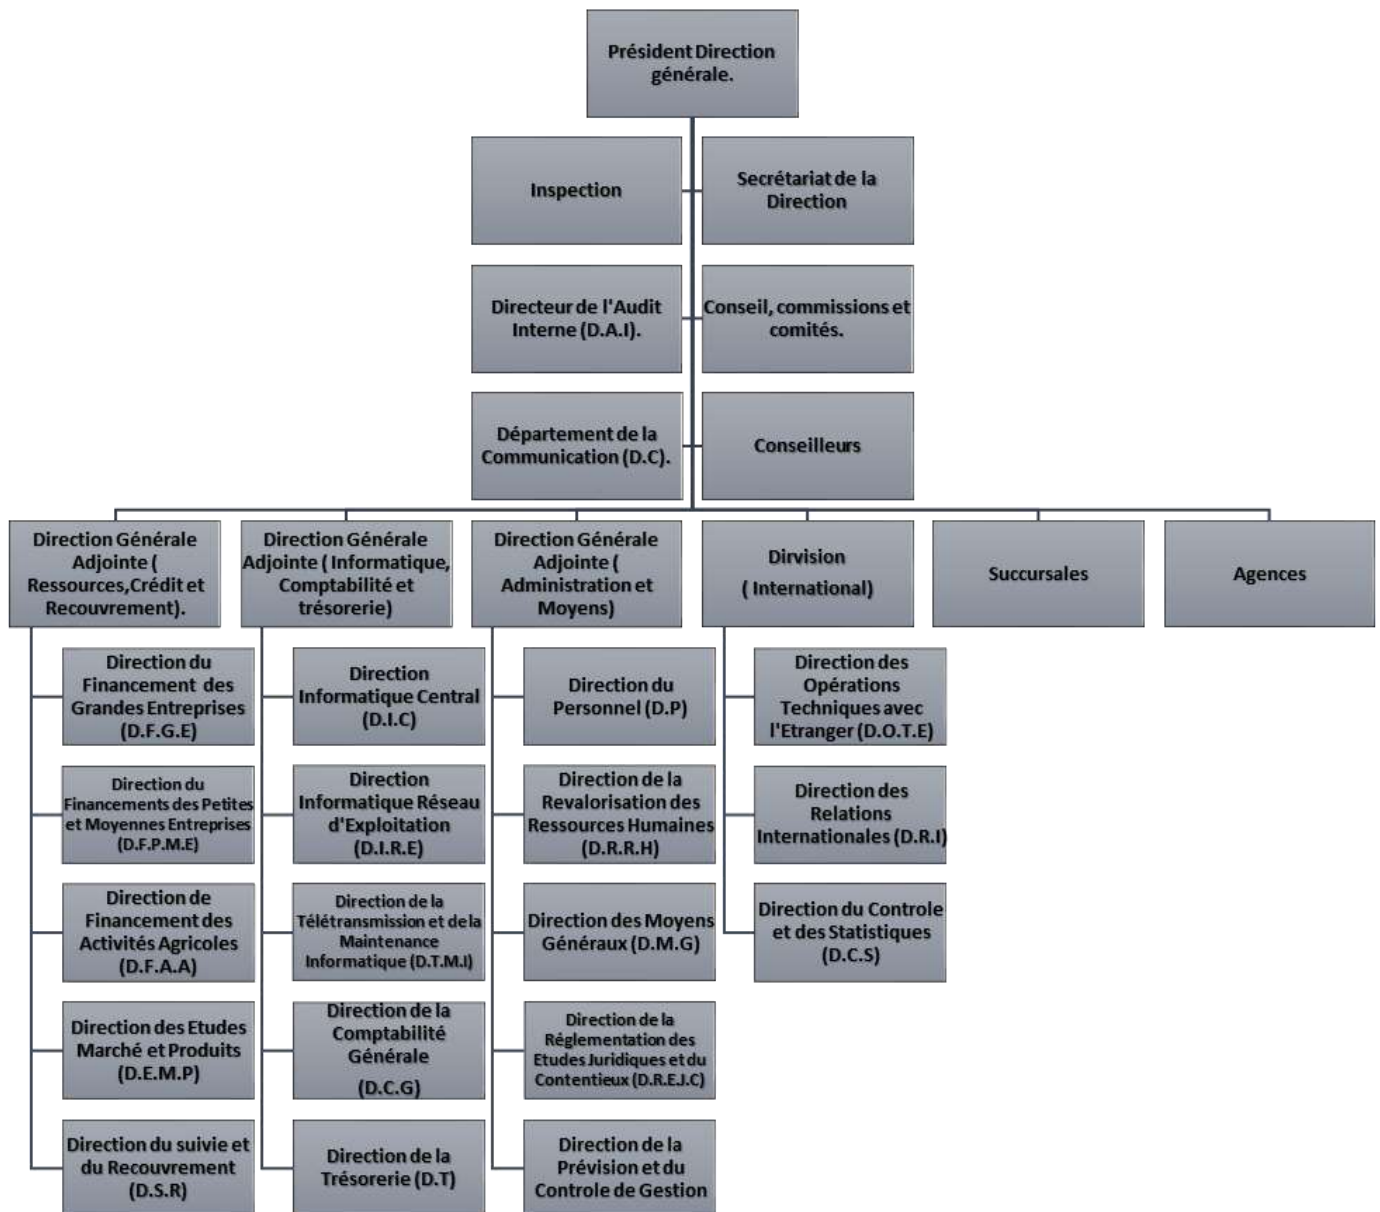 Président Direction
générale.
Inspection
Secrétariat de la
Direction
Directeur de l'Audit
Interne (D.A.I).
Conseil, commissions et
comités.
Département de la
Communication (D.C).
Conseilleurs
Direction Générale
Adjointe (
Ressources,Crédit et
Recouvrement).
Direction Générale
Adjointe ( Informatique,
Comptabilité et
trésorerie)
Direction Générale
Adjointe (
Administration et
Moyens)
Dirvision
( International)
Succursales
Agences
Direction du
Financement des
Grandes Entreprises
(D.F.G.E)
Direction du
Financements des Petites
et Moyennes Entreprises
(D.F.P.M.E)
Direction de
Financement des
Activités Agricoles
(D.F.A.A)
Direction des Etudes
Marché et Produits
(D.E.M.P)
Direction du suivie et
du Recouvrement
(D.S.R)
Direction
Informatique Central
(D.I.C)
Direction
Informatique Réseau
d'Exploitation
(D.I.R.E)
Direction de la
Télétransmission et de la
Maintenance
Informatique (D.T.M.I)
Direction de la
Comptabilité
Générale
(D.C.G)
Direction de la
Trésorerie (D.T)
Direction du
Personnel (D.P)
Direction de la
Revalorisation des
Ressources Humaines
(D.R.R.H)
Direction des Moyens
Généraux (D.M.G)
Direction de la
Réglementation des
Etudes Juridiques et du
Contentieux (D.R.E.J.C)
Direction de la
Prévision et du
Controle de Gestion
Direction des
Opérations
Techniques avec
l'Etranger (D.O.T.E)
Direction des
Relations
Internationales (D.R.I)
Direction du Controle
et des Statistiques
(D.C.S)